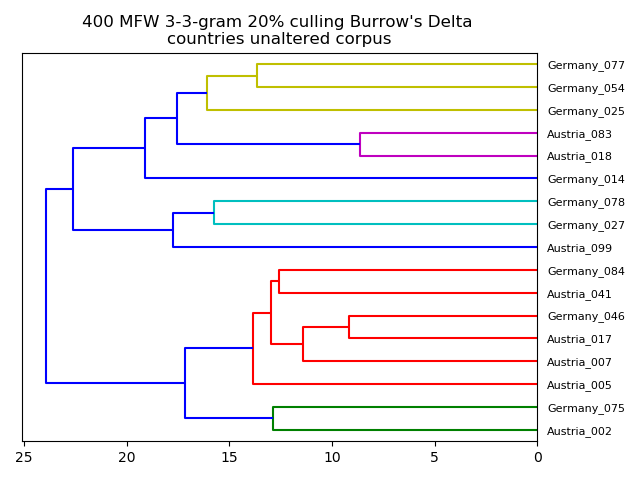 400 MFW 3-3-gram 20% culling Burrow's Delta
countries unaltered corpus
Germany_077
Germany_054
Germany_025
Austria_083
Austria_018
Germany_014
Germany_078
Germany_027
Austria_099
Germany_084
Austria_041
Germany_046
Austria_017
Austria_007
Austria_005
Germany_075
Austria_002
25 20 15 10 5 0